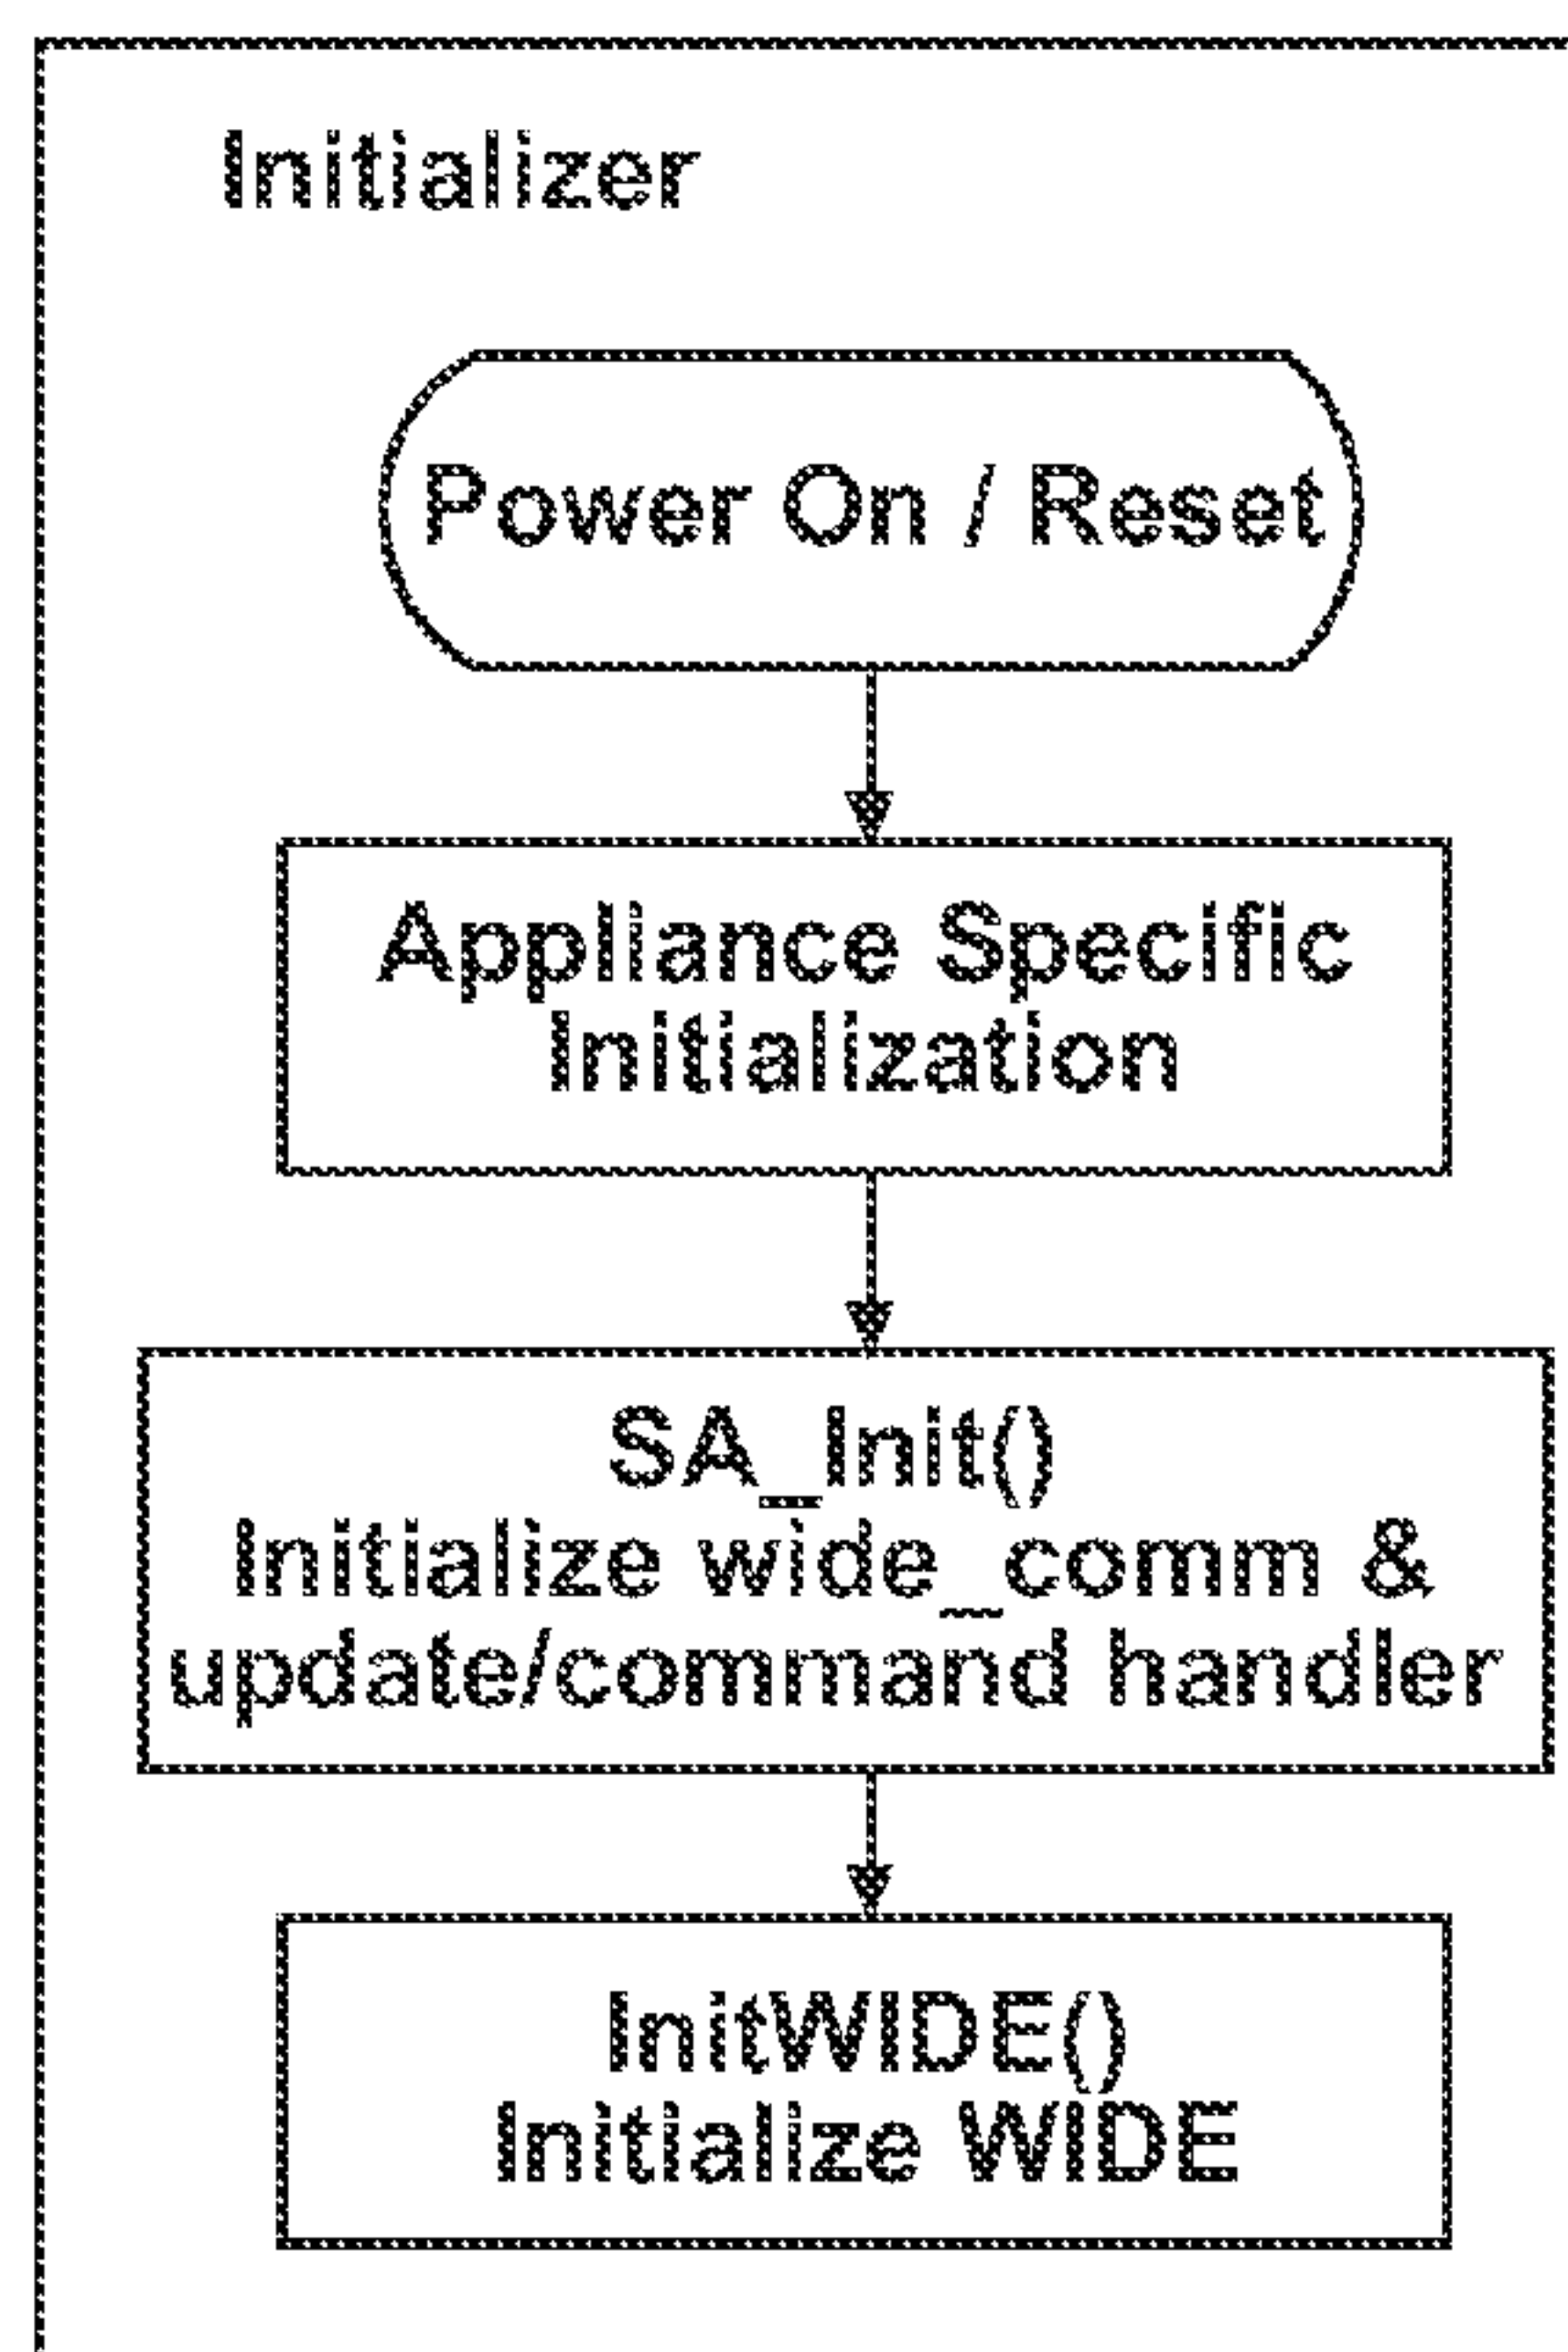 Initializer
Power On / Reset
Appliance Specific
Initialization
SA_Init()
Initialize wide_comm &
update/command handler
InitWIDE()
Initialize WIDE